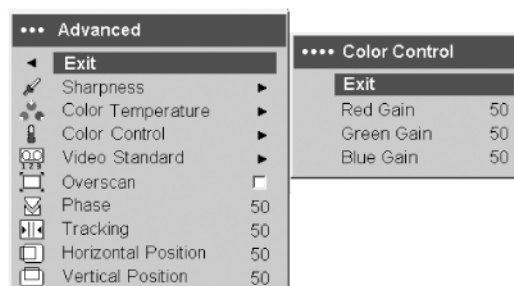 Advanced
Exit
Sharpness
Color Temperature
Color Control
Video Standard
Overscan
Phase 50
Tracking 50
Horizontal Position 50
Vertical Position 50
Color Control
Exit
Red Gain 50
Green Gain 50
Blue Gain 50